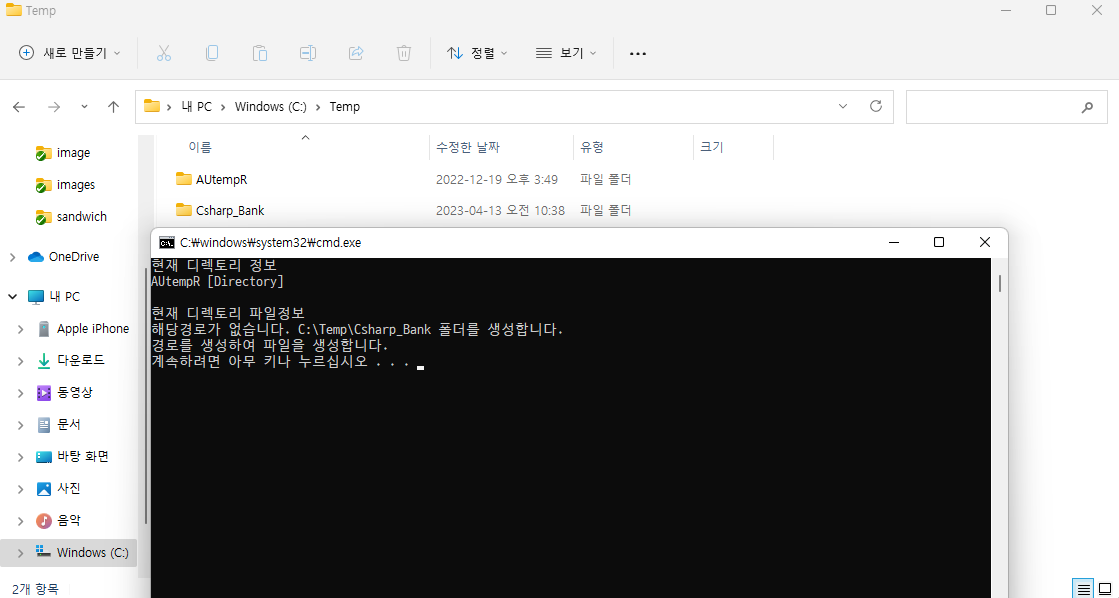 Temp
새로 만들기
정렬
보기
내 PC > Windows (C:) > Temp
image
images
sandwich
OneDrive
내 PC
Apple iPhone
다운로드
동영상
문서
바탕 화면
사진
음악
Windows (C:)
2개 항목
이름 수정한 날짜 유형 크기
AUtempR 2022-12-19 오후 3:49 파일 폴더
Csharp_Bank 2023-04-13 오전 10:38 파일 폴더
C:₩windows₩system32₩cmd.exe
현재 디렉토리 정보
AUtempR [Directory]
현재 디렉토리 파일정보
해당경로가 없습니다. C:\Temp\Csharp_Bank 폴더를 생성합니다.
경로를 생성하여 파일을 생성합니다.
계속하려면 아무 키나 누르십시오 . . .